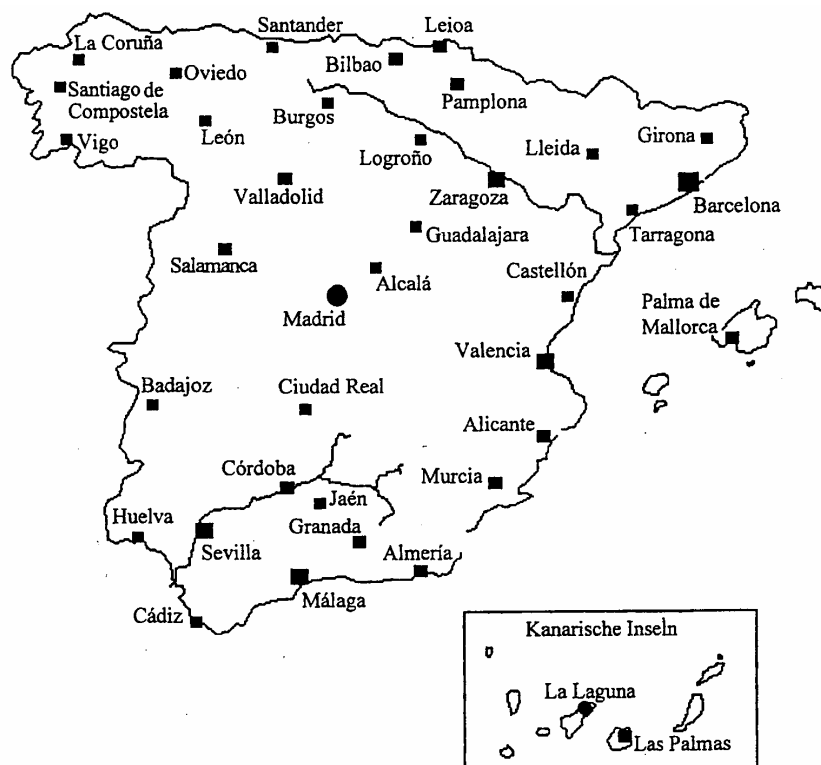 Santander
Leioa
La Coruña
Bilbao
Oviedo
Santiago de
Compostela
Pamplona
Burgos
León
Vigo
Logroño
Lleida
Girona
Valladolid
Zaragoza
Barcelona
Guadalajara
Tarragona
Salamanca
Alcalá
Castellón
Madrid
Palma de
Mallorca
Valencia
Badajoz
Ciudad Real
Alicante
Córdoba
Murcia
Jaén
Huelva
Granada
Sevilla
Almería
Málaga
Cádiz
Kanarische Inseln
La Laguna
Las Palmas